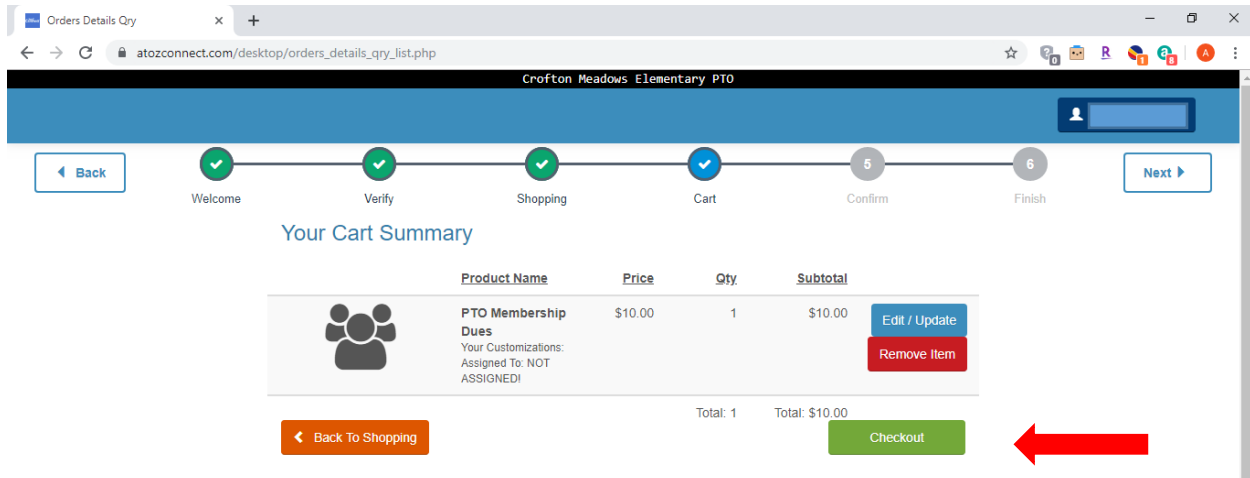 Orders Details Qry
atozconnect.com/desktop/orders_details_qry_list.php
0
R
1
8
A
Crofton Meadows Elementary PTO
Back
5
6
Next
Welcome
Verify
Shopping
Cart
Confirm
Finish
Your Cart Summary
Product Name Price Qty Subtotal
PTO Membership $10.00 1 $10.00
Dues
Your Customizations:
Assigned To: NOT
ASSIGNED!
Edit / Update
Remove Item
Total: 1 Total: $10.00
Back To Shopping
Checkout